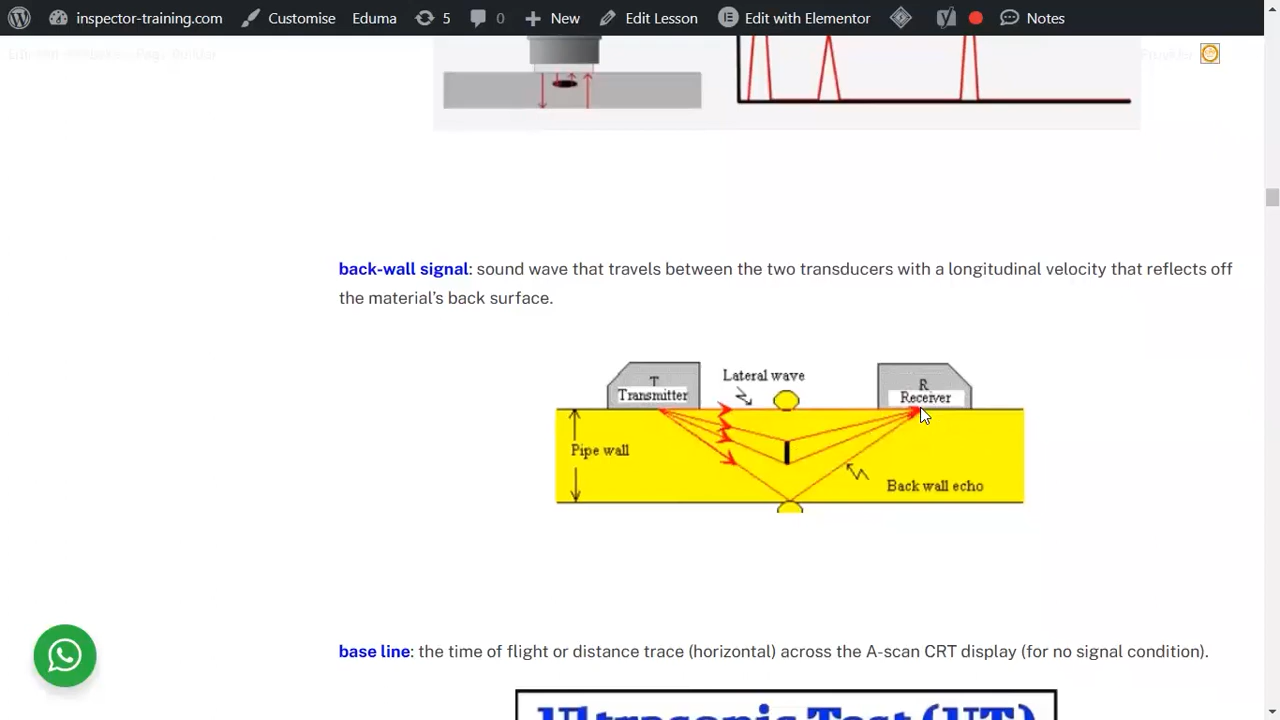 inspector-training.com Customise Eduma 5 0 New Edit Lesson Edit with Elementor Notes
back-wall signal: sound wave that travels between the two transducers with a longitudinal velocity that reflects off
the material's back surface.
T
Transmitter
Lateral wave
R
Receiver
Pipe wall
Back wall echo
base line: the time of flight or distance trace (horizontal) across the A-scan CRT display (for no signal condition).
Ultrasonic Test (UT)